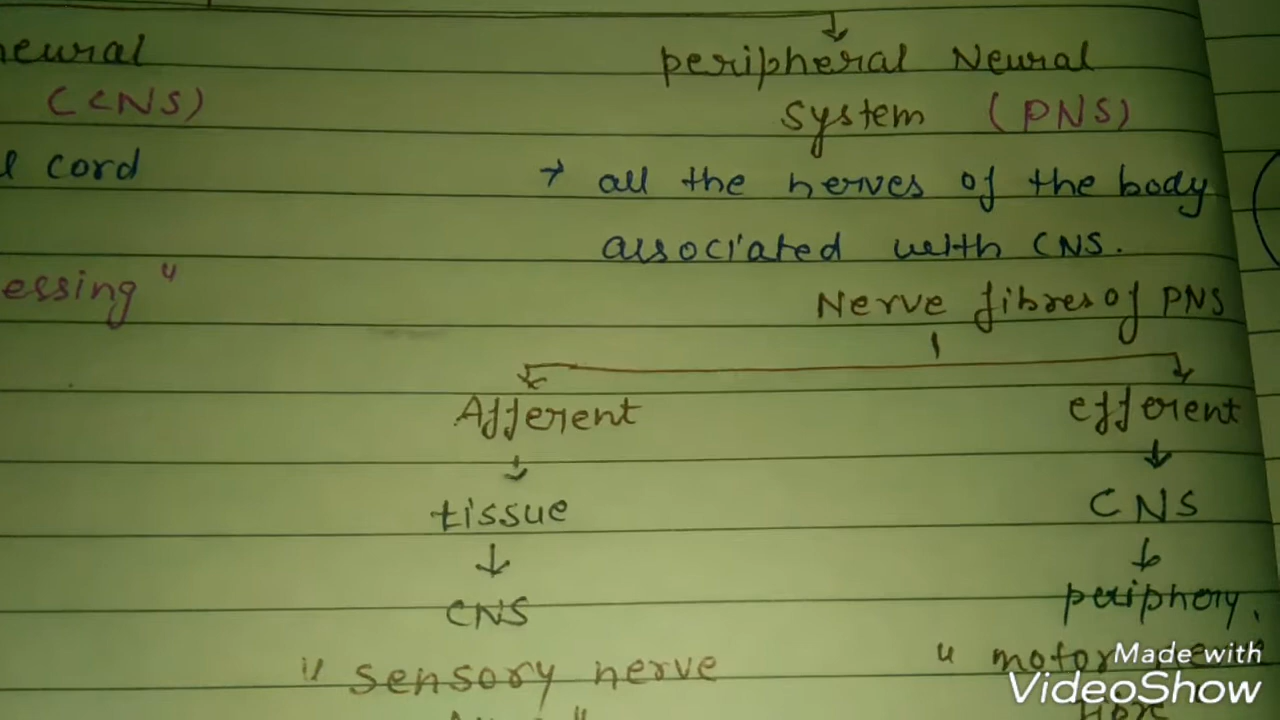 neural
(CNS)
cord
essing"
peripheral Neural
system (PNS)
→ all the nerves of the body
associated with CNS.
Nerve fibres of PNS
Afferent
↓
tissue
↓
CNS
" sensory nerve
efferent
↓
CNS
↓
periphory.
" motor
Made with
VideoShow